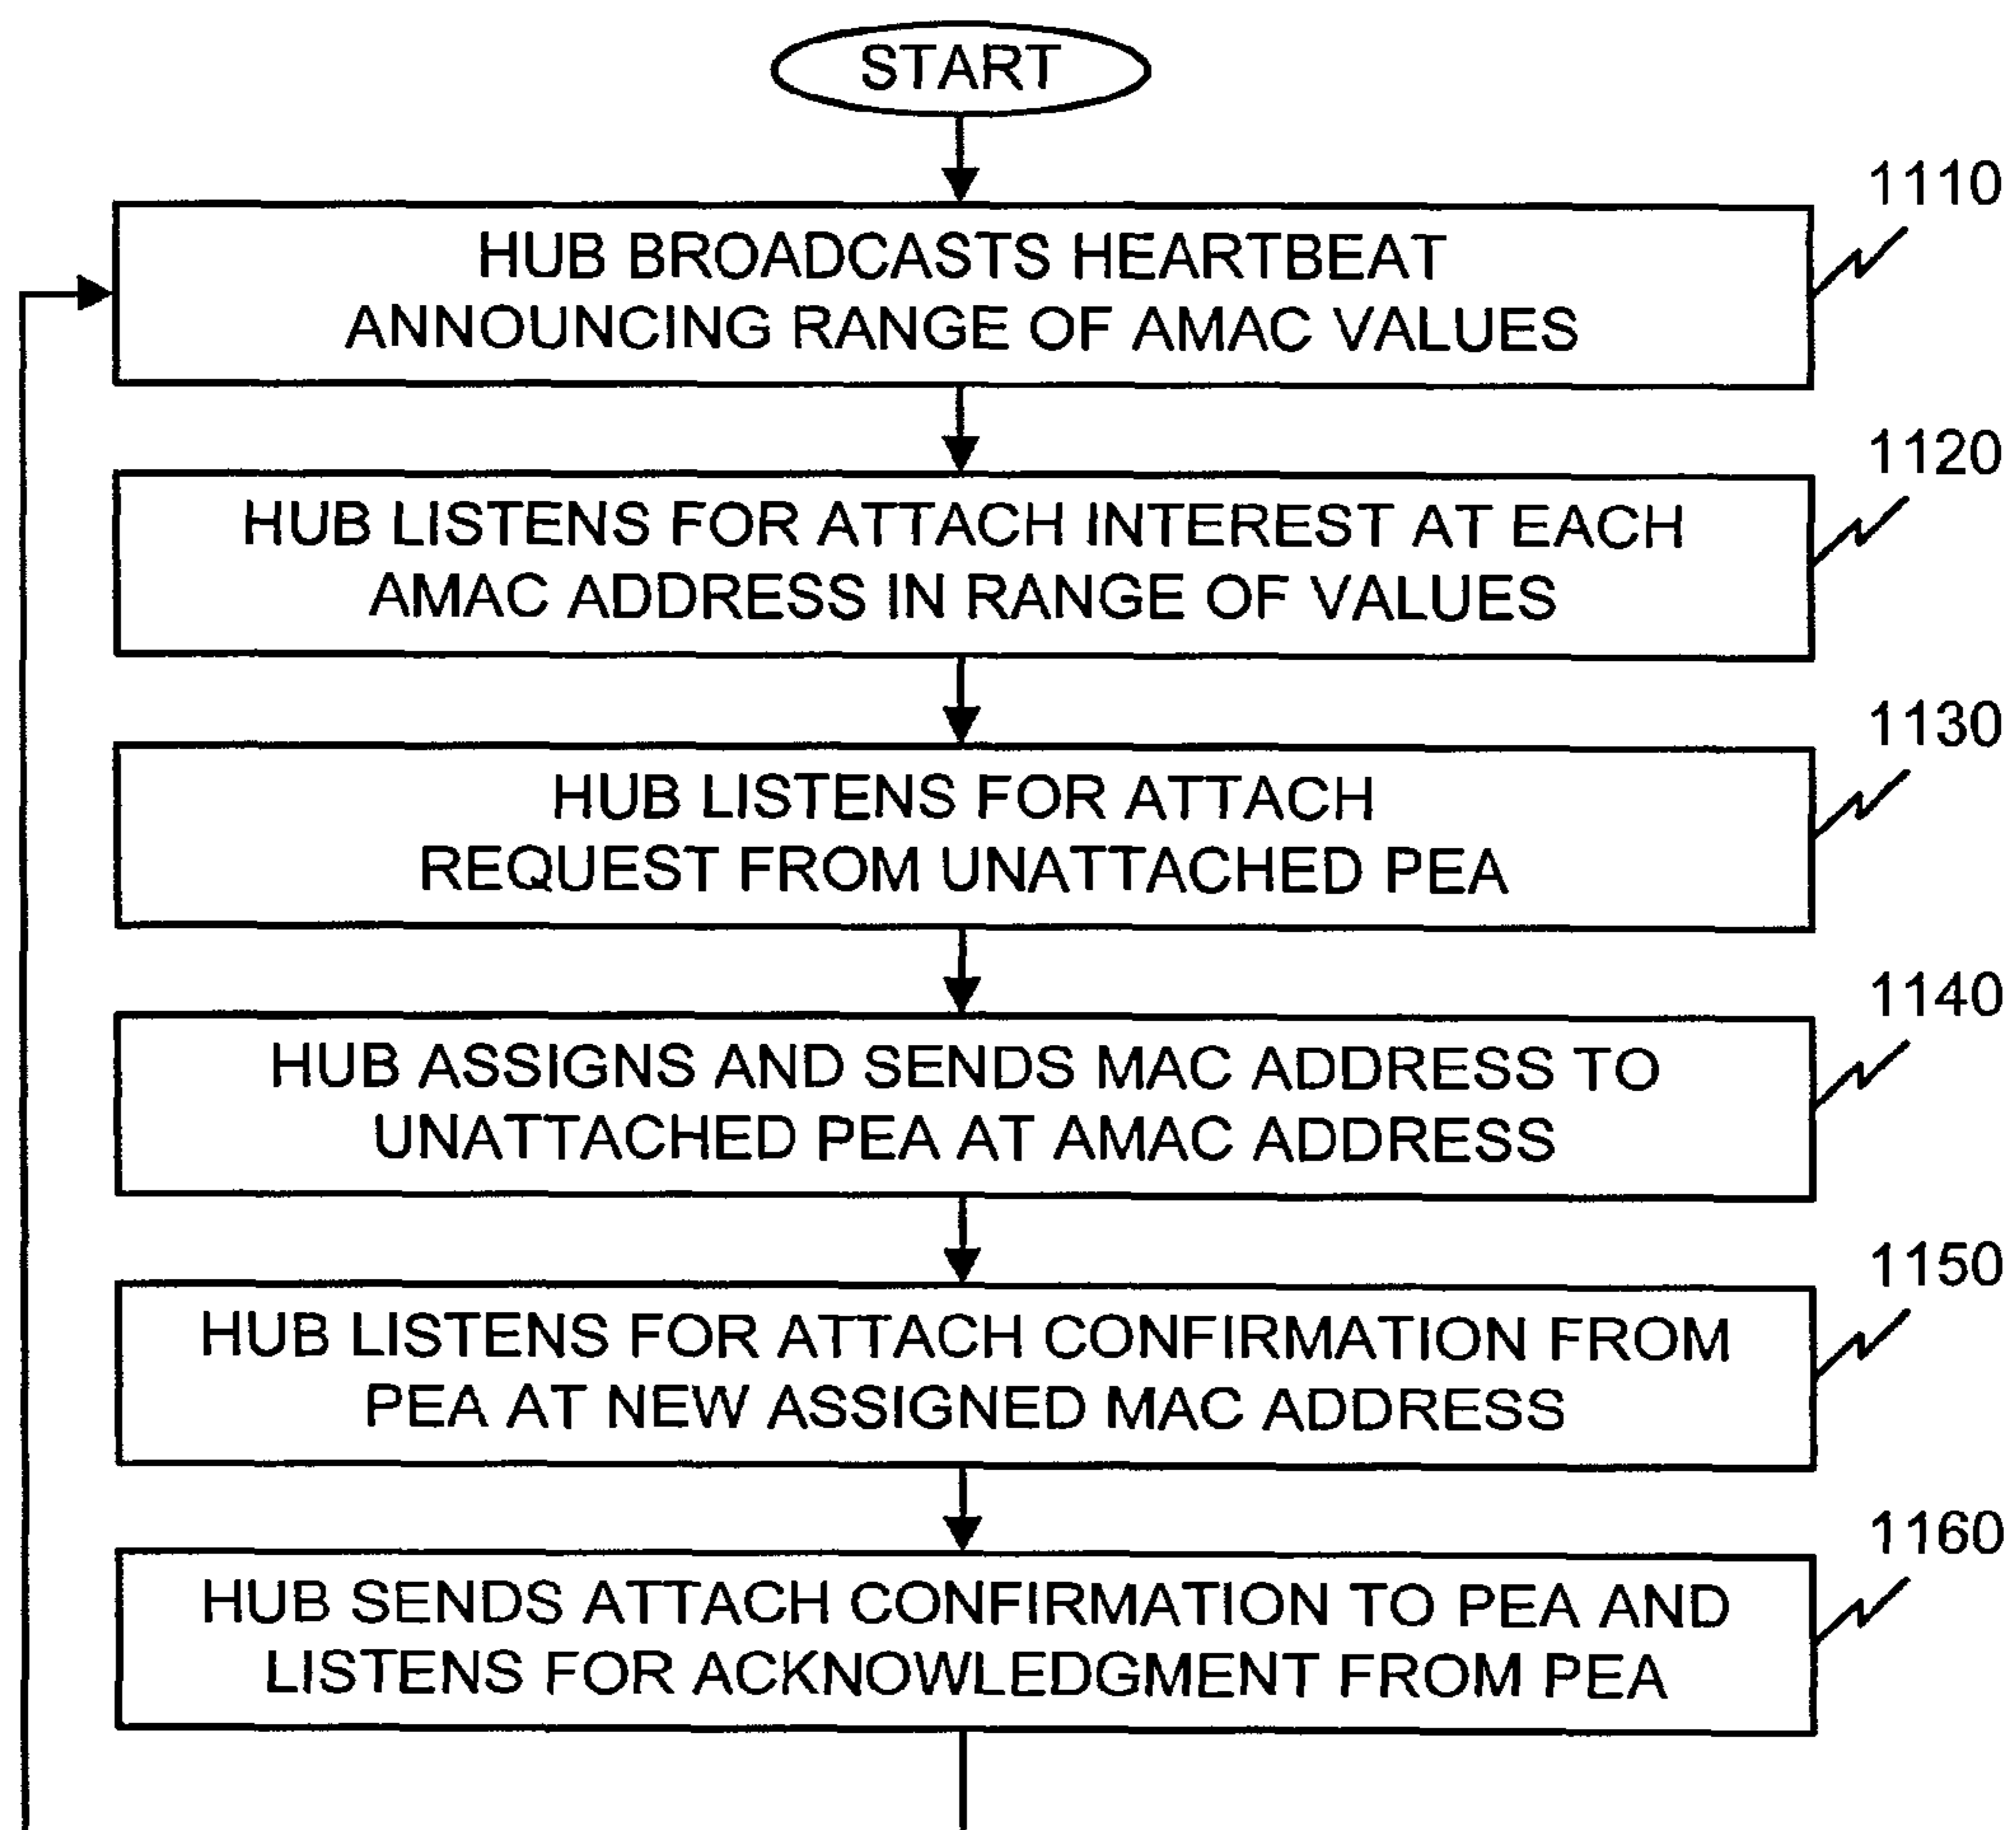 START
1110
HUB BROADCASTS HEARTBEAT
ANNOUNCING RANGE OF AMAC VALUES
1120
HUB LISTENS FOR ATTACH INTEREST AT EACH
AMAC ADDRESS IN RANGE OF VALUES
1130
HUB LISTENS FOR ATTACH
REQUEST FROM UNATTACHED PEA
1140
HUB ASSIGNS AND SENDS MAC ADDRESS TO
UNATTACHED PEA AT AMAC ADDRESS
1150
HUB LISTENS FOR ATTACH CONFIRMATION FROM
PEA AT NEW ASSIGNED MAC ADDRESS
1160
HUB SENDS ATTACH CONFIRMATION TO PEA AND
LISTENS FOR ACKNOWLEDGMENT FROM PEA